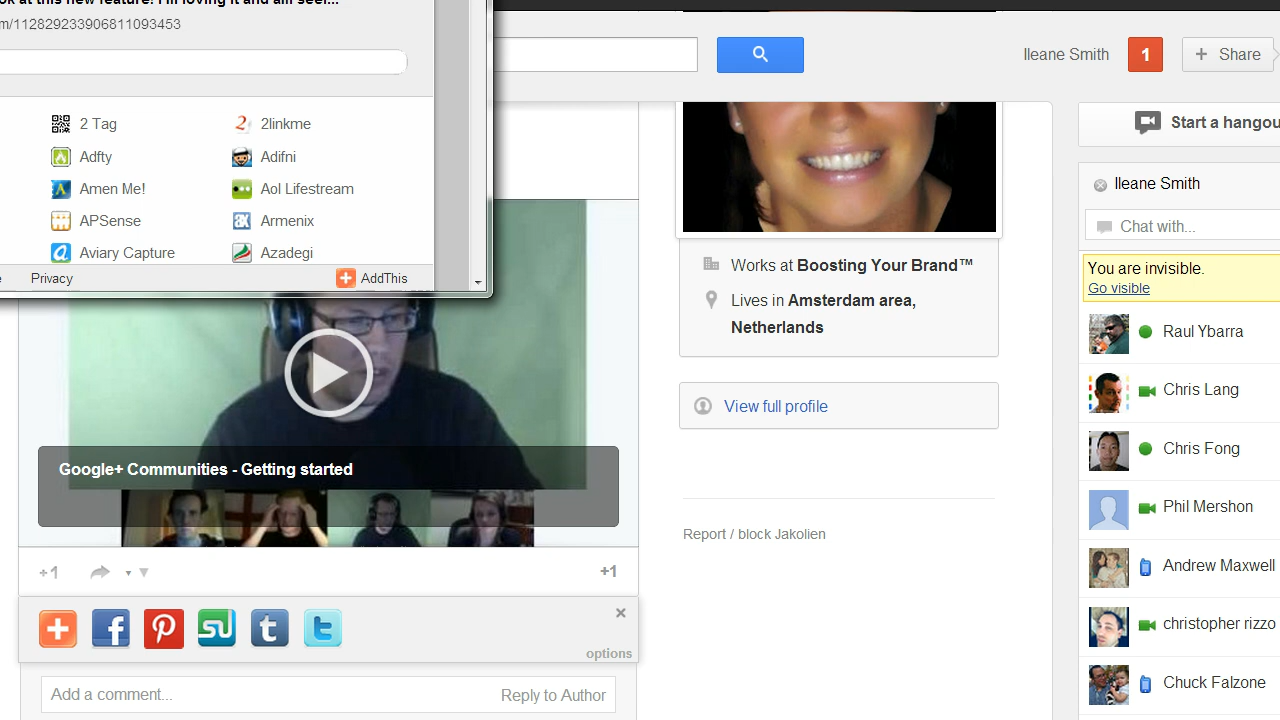 ok at this new feature! I'm loving it and am seei...
m/112829233906811093453
2 Tag
2linkme
Adfty
Adifni
Amen Me!
Aol Lifestream
APSense
Armenix
Aviary Capture
Azadegi
Privacy
AddThis
Google+ Communities - Getting started
+1
+1
options
Add a comment...
Reply to Author
Ileane Smith
1
+ Share
Works at Boosting Your Brand™
Lives in Amsterdam area,
Netherlands
View full profile
Report / block Jakolien
Start a hangou
Ileane Smith
Chat with...
You are invisible.
Go visible
Raul Ybarra
Chris Lang
Chris Fong
Phil Mershon
Andrew Maxwell
christopher rizzo
Chuck Falzone